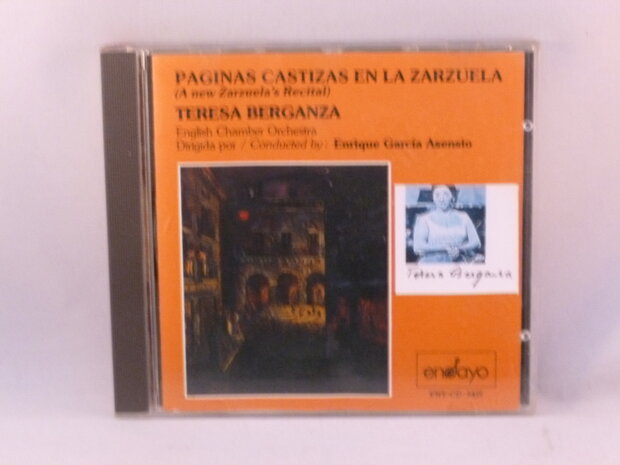 PAGINAS CASTIZAS EN LA ZARZUELA
(A new Zarzuela's Recital)
TERESA BERGANZA
English Chamber Orchestra
Dirigida por / Conducted by: Enrique García Asensio
Teresa Berganza
ensayo